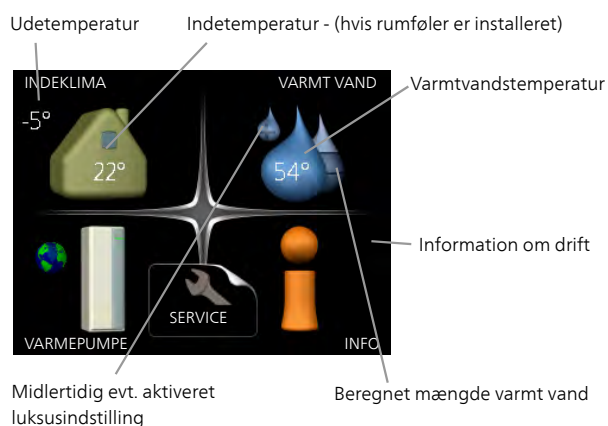 Udetemperatur
Indetemperatur - (hvis rumføler er installeret)
INDEKLIMA
VARMT VAND
Varmtvandstemperatur
-5°
22°
54°
Information om drift
SERVICE
VARMEPUMPE
INFO
Midlertidig evt. aktiveret
luksusindstilling
Beregnet mængde varmt vand